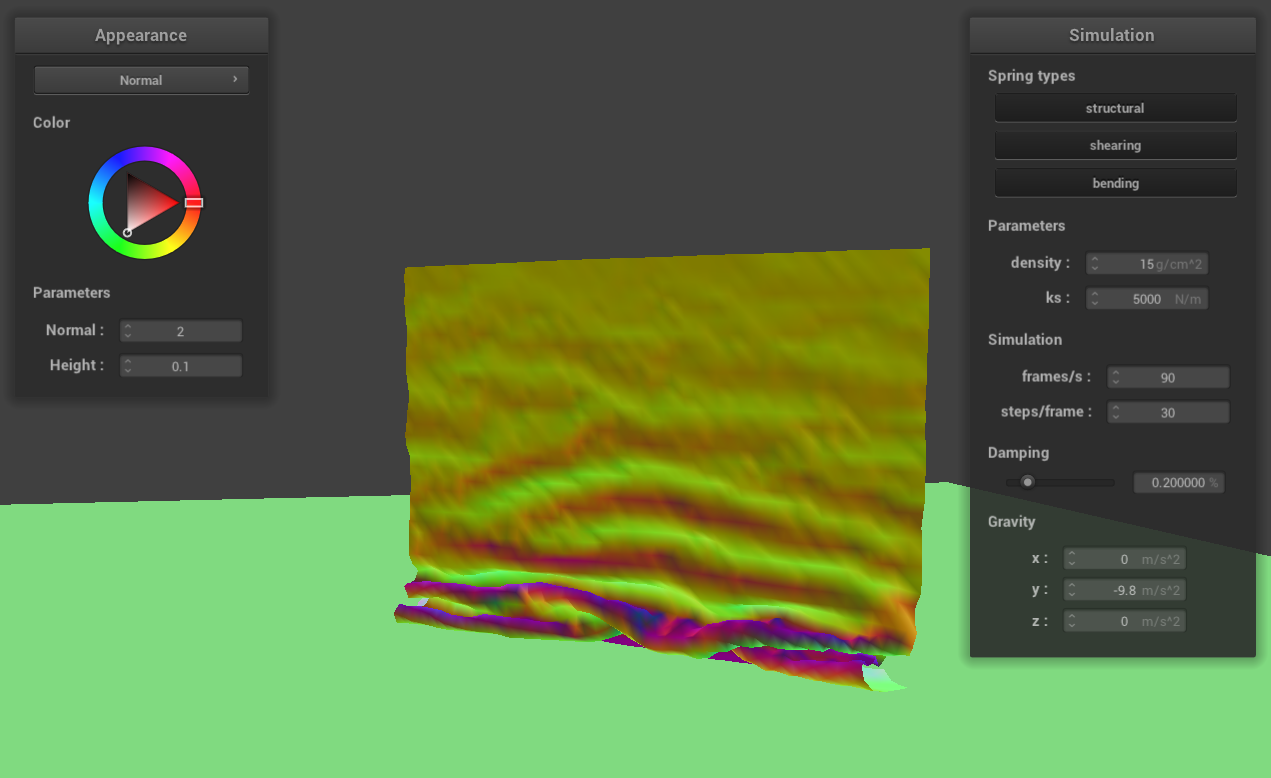 Appearance
Normal
Color
Parameters
Normal : 2
Height : 0.1
Simulation
Spring types
structural
shearing
bending
Parameters
density : 15 g/cm^2
ks : 5000 N/m
Simulation
frames/s : 90
steps/frame : 30
Damping
0.200000 %
Gravity
x : 0 m/s^2
y : -9.8 m/s^2
z : 0 m/s^2